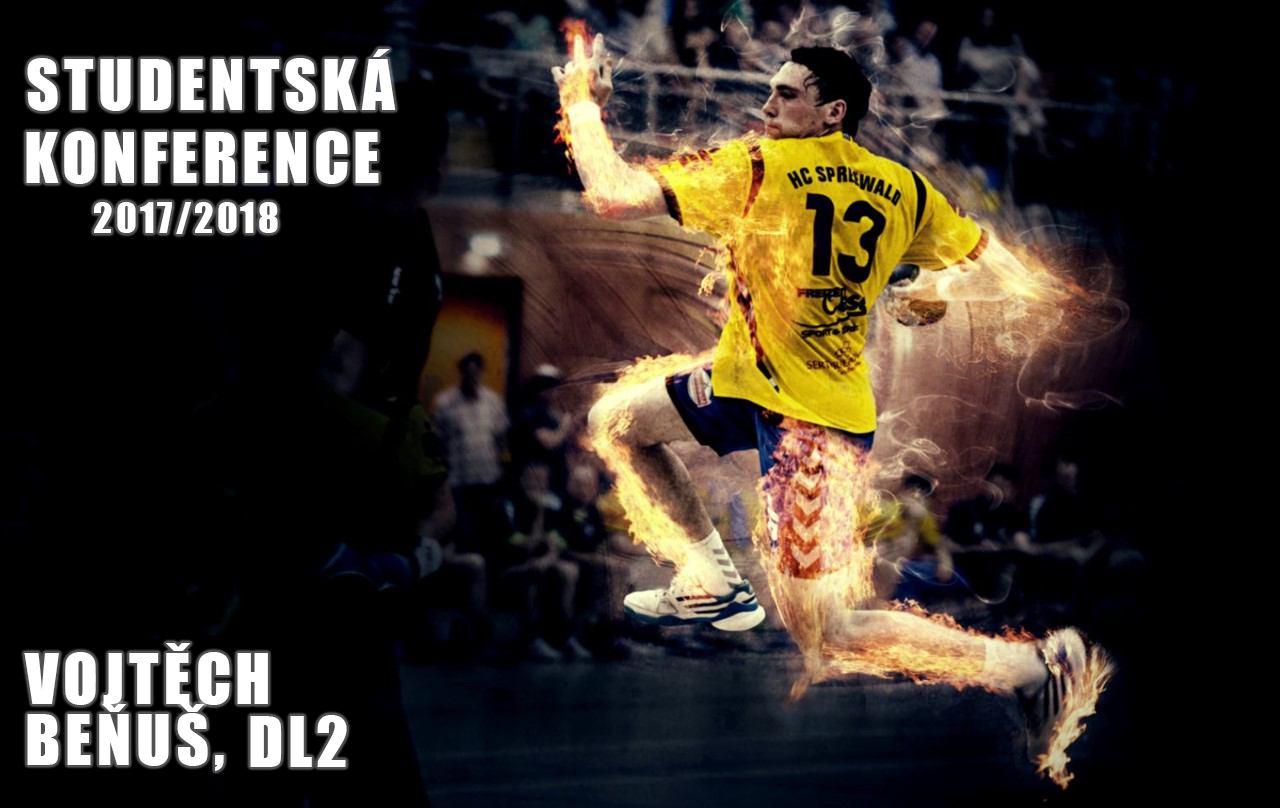 STUDENTSKÁ
KONFERENCE
2017/2018
HC SPREEWALD
13
VOJTĚCH
BEŇUŠ, DL2